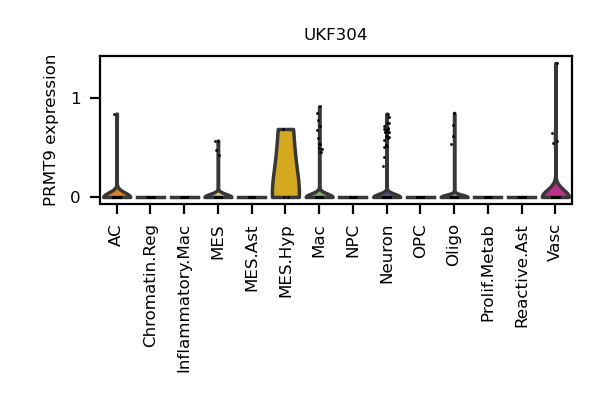 UKF304
PRMT9 expression
1
0
AC
Chromatin.Reg
Inflammatory.Mac
MES
MES.Ast
MES.Hyp
Mac
NPC
Neuron
OPC
Oligo
Prolif.Metab
Reactive.Ast
Vasc